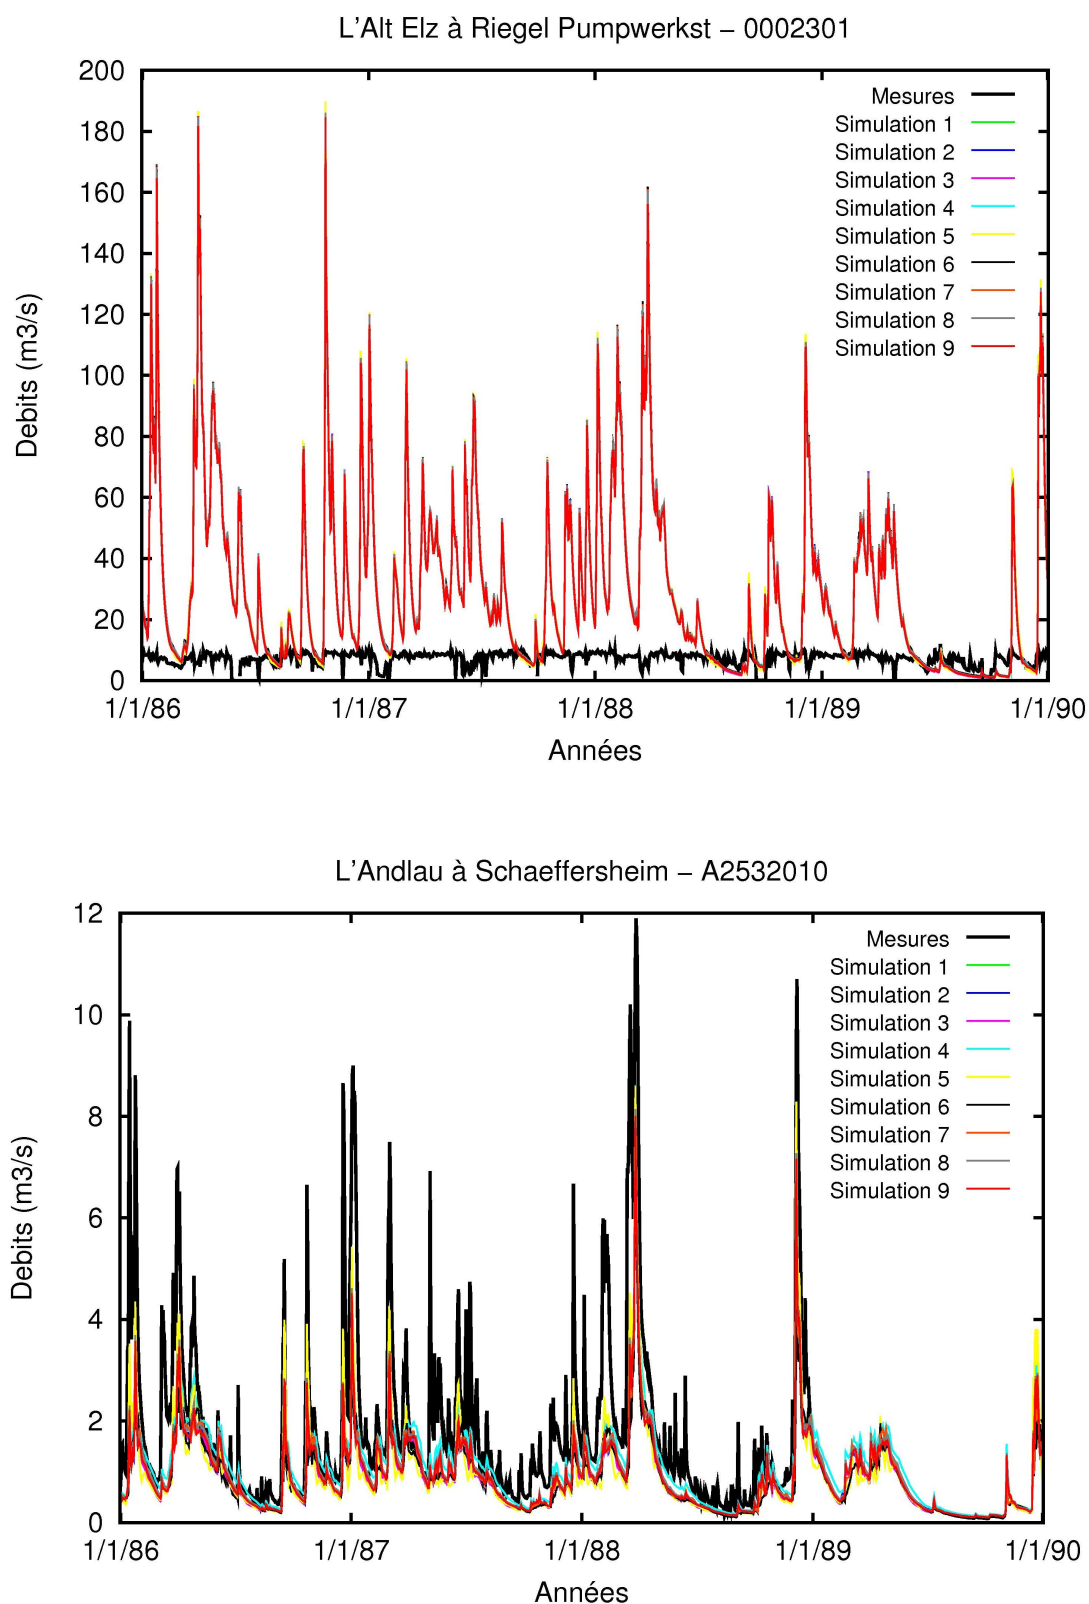 L'Alt Elz à Riegel Pumpwerkst – 0002301
200
180
160
140
120
100
80
60
40
20
0
Debits (m3/s)
Mesures
Simulation 1
Simulation 2
Simulation 3
Simulation 4
Simulation 5
Simulation 6
Simulation 7
Simulation 8
Simulation 9
1/1/86 1/1/87 1/1/88 1/1/89 1/1/90
Années
L'Andlau à Schaeffersheim – A2532010
12
10
8
6
4
2
0
Debits (m3/s)
Mesures
Simulation 1
Simulation 2
Simulation 3
Simulation 4
Simulation 5
Simulation 6
Simulation 7
Simulation 8
Simulation 9
1/1/86 1/1/87 1/1/88 1/1/89 1/1/90
Années